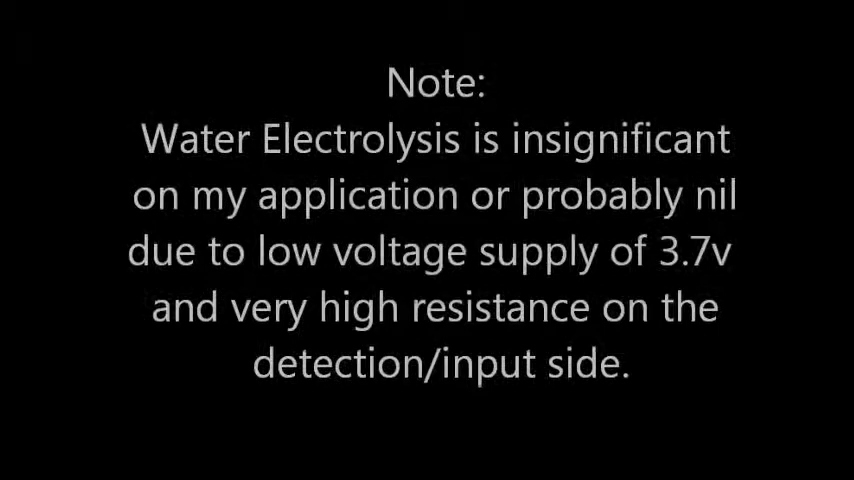 Note:
Water Electrolysis is insignificant
on my application or probably nil
due to low voltage supply of 3.7v
and very high resistance on the
detection/input side.